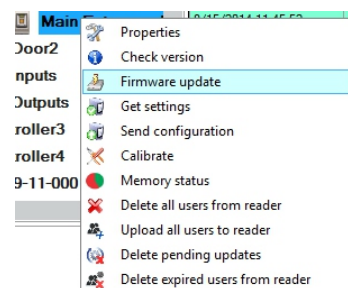 Main
Properties
Door2
Check version
nputs
Firmware update
Outputs
Get settings
roller3
Send configuration
roller4
Calibrate
9-11-000
Memory status
Delete all users from reader
Upload all users to reader
Delete pending updates
Delete expired users from reader